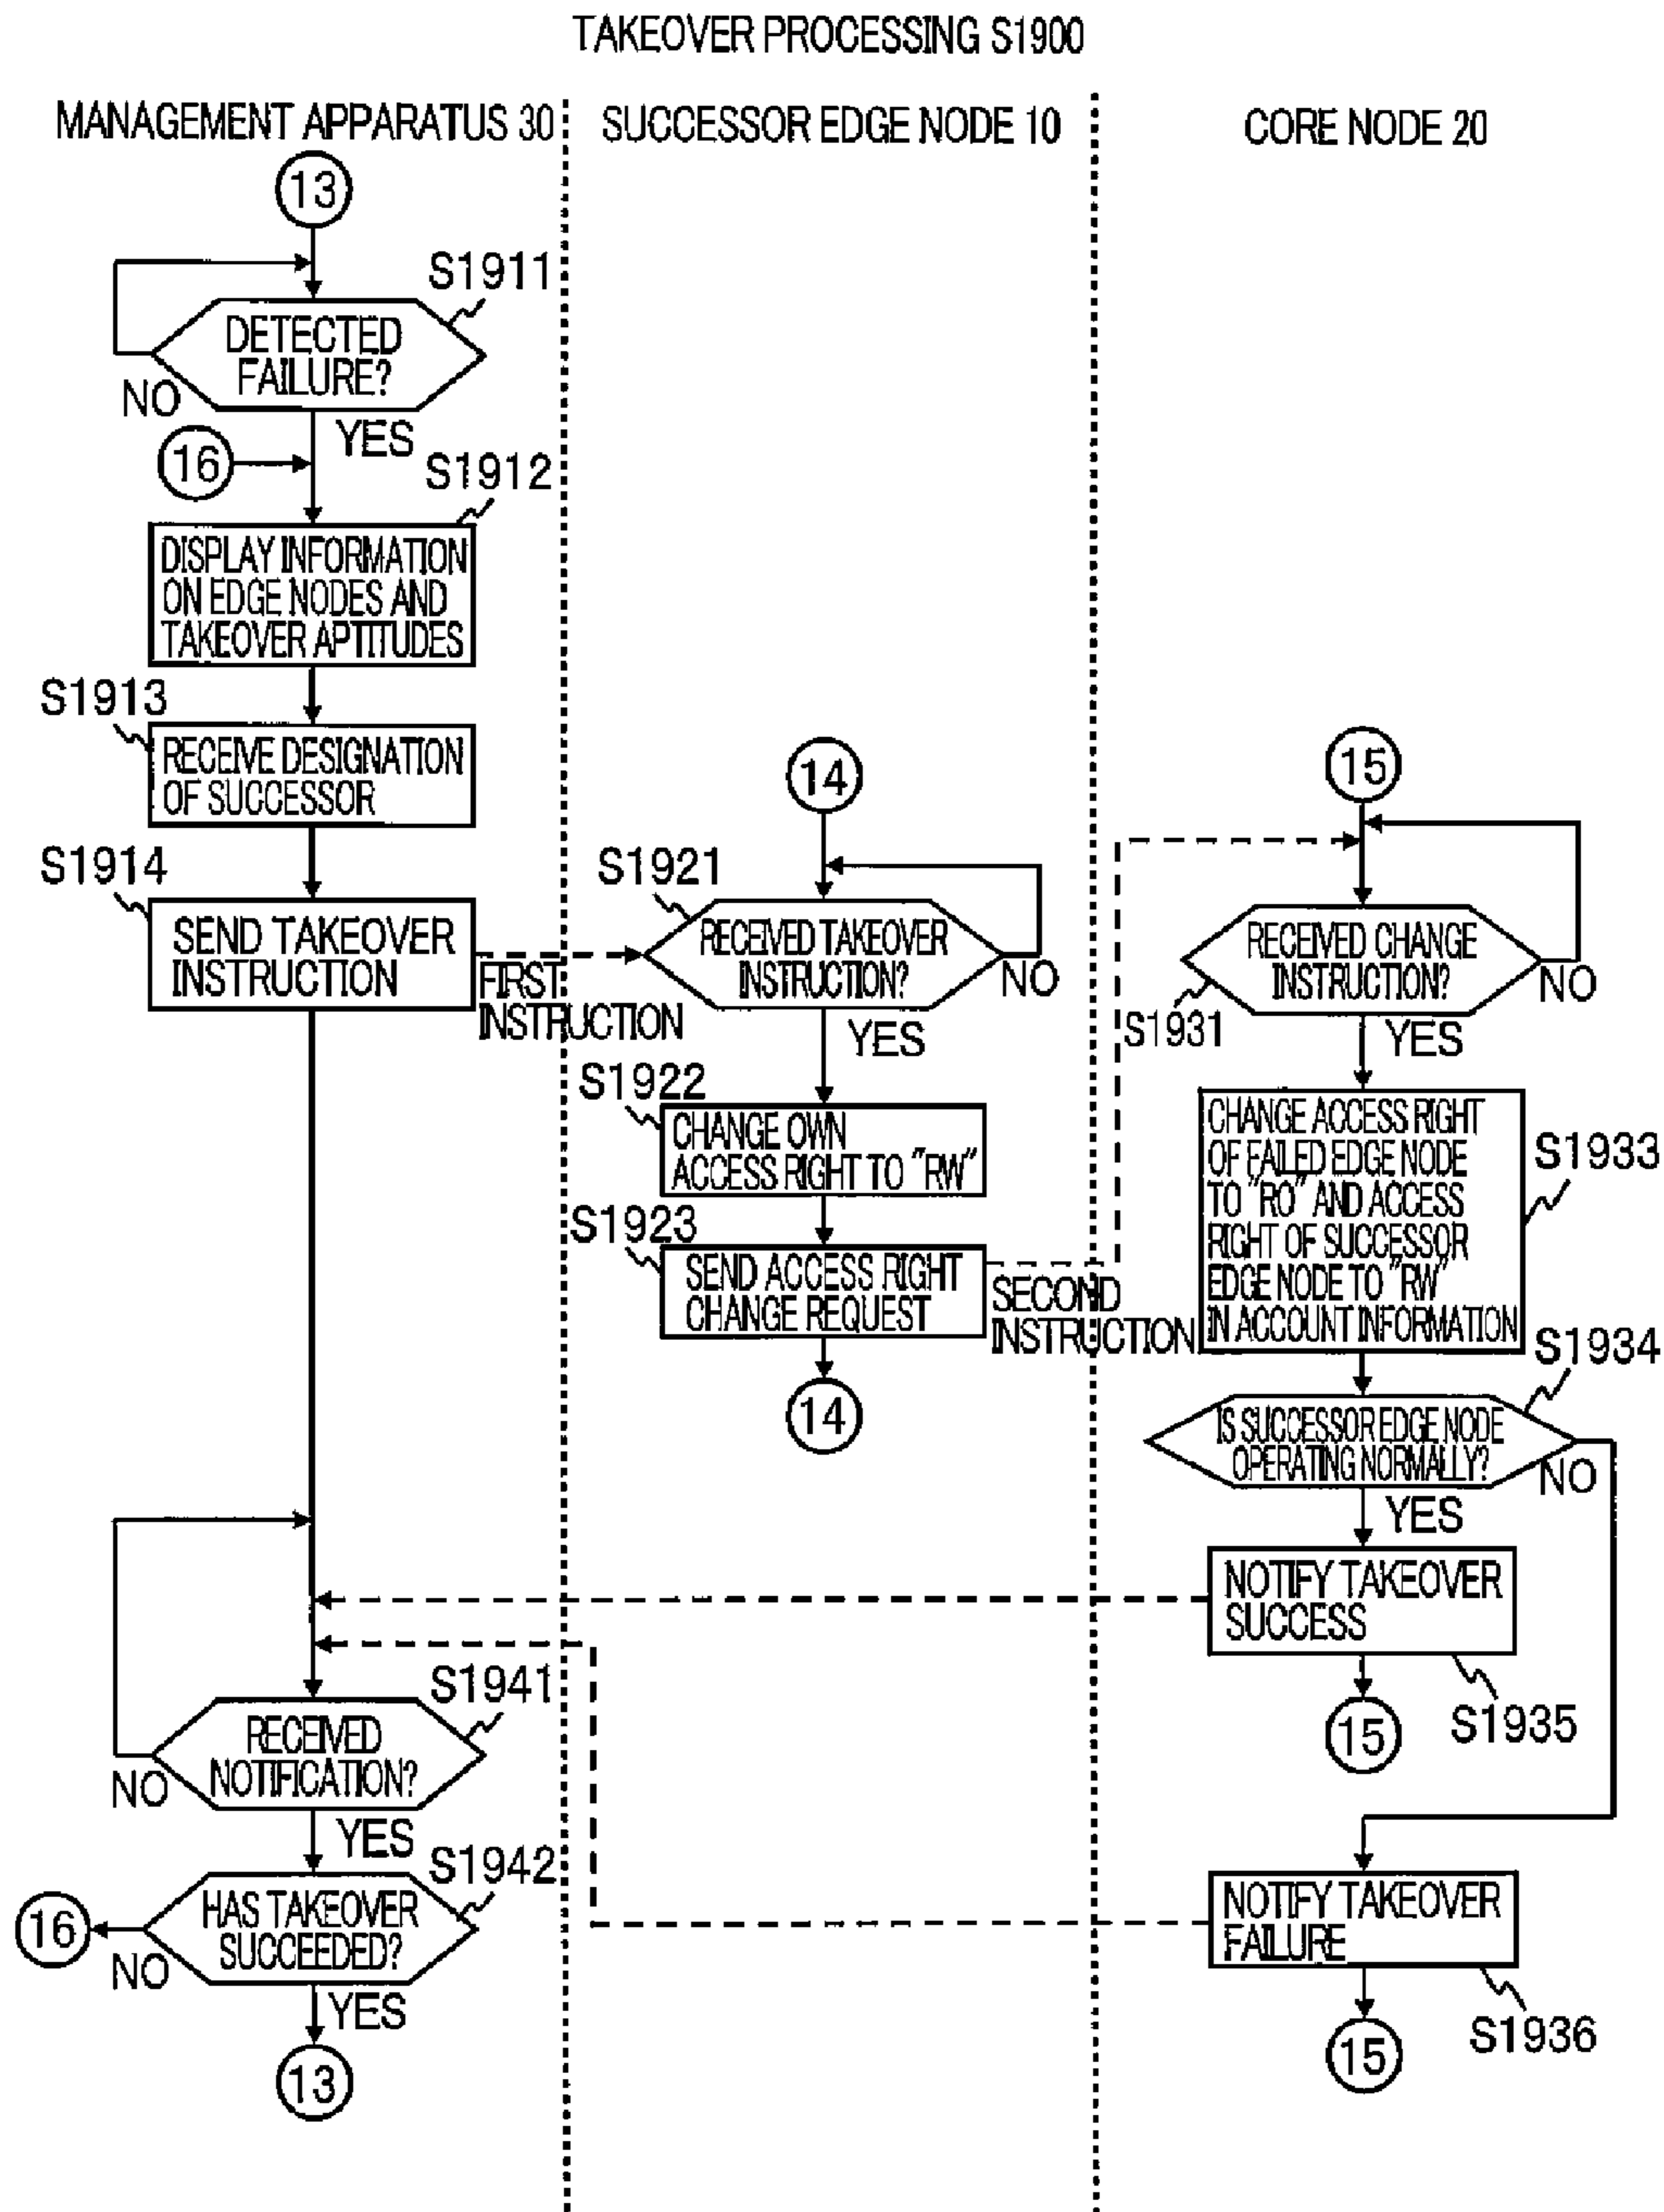 TAKEOVER PROCESSING S1900
MANAGEMENT APPARATUS 30
SUCCESSOR EDGE NODE 10
CORE NODE 20
13
S1911
DETECTED
FAILURE?
NO
YES
16
S1912
DISPLAY INFORMATION
ON EDGE NODES AND
TAKEOVER APTITUDES
S1913
RECEIVE DESIGNATION
OF SUCCESSOR
S1914
SEND TAKEOVER
INSTRUCTION
FIRST
INSTRUCTION
14
S1921
RECEIVED TAKEOVER
INSTRUCTION?
NO
YES
S1922
CHANGE OWN
ACCESS RIGHT TO "RW"
S1923
SEND ACCESS RIGHT
CHANGE REQUEST
SECOND
INSTRUCTION
14
15
RECEIVED CHANGE
INSTRUCTION?
NO
S1931
YES
CHANGE ACCESS RIGHT
OF FAILED EDGE NODE
TO "RO" AND ACCESS
RIGHT OF SUCCESSOR
EDGE NODE TO "RW"
IN ACCOUNT INFORMATION
S1933
S1934
IS SUCCESSOR EDGE NODE
OPERATING NORMALLY?
NO
YES
NOTIFY TAKEOVER
SUCCESS
S1935
15
NOTIFY TAKEOVER
FAILURE
S1936
15
S1941
RECEIVED
NOTIFICATION?
NO
YES
S1942
HAS TAKEOVER
SUCCEEDED?
16
NO
YES
13